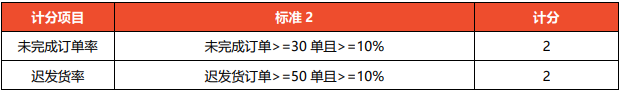 计分项目 标准 2 计分
未完成订单率 未完成订单>=30 单且>=10% 2
迟发货率 迟发货订单>=50 单且>=10% 2